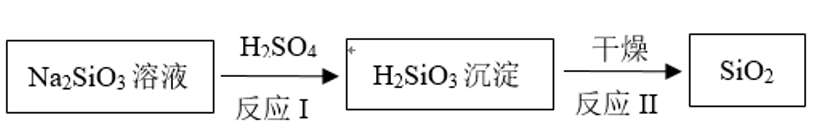 Na₂SiO₃ 溶液
H₂SO₄
反应 I
H₂SiO₃ 沉淀
干燥
反应 II
SiO₂